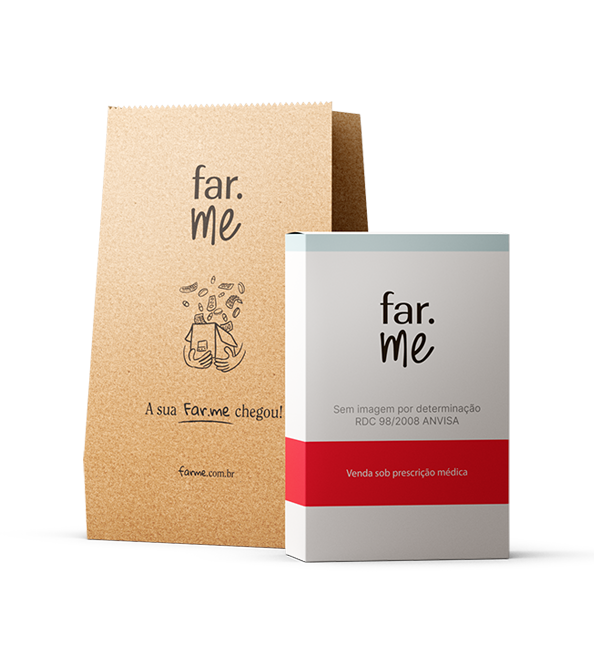 far.
me
A sua Far.me chegou!
farme.com.br
far.
me
Sem imagem por determinação
RDC 98/2008 ANVISA
Venda sob prescrição médica